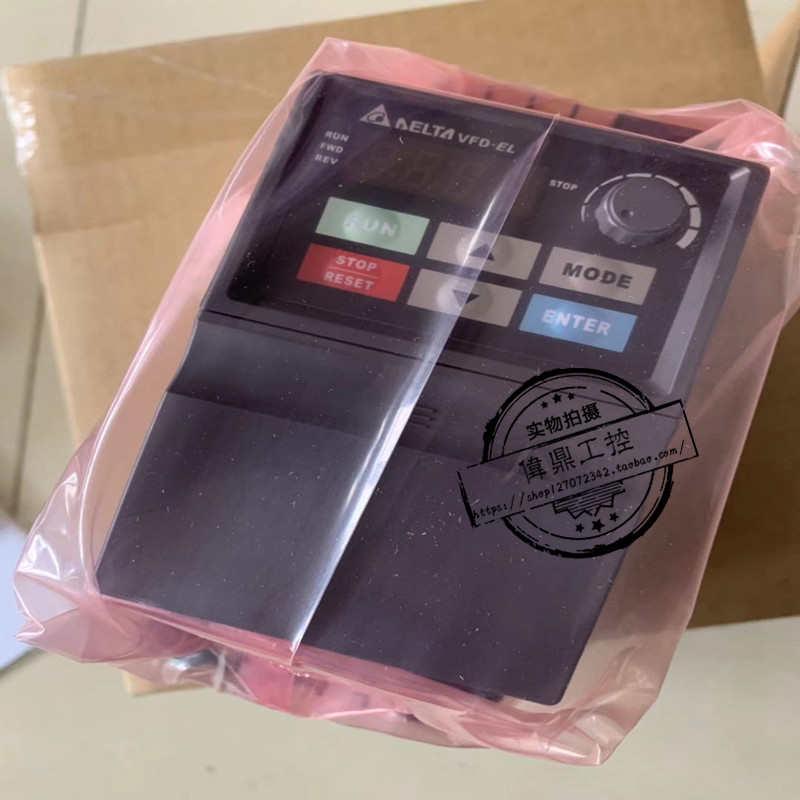 DELTA VFD-EL
RUN
FWD
REV
STOP
RUN
MODE
STOP
RESET
ENTER
实物拍摄
偉鼎工控
https://shop127072342.taobao.com/